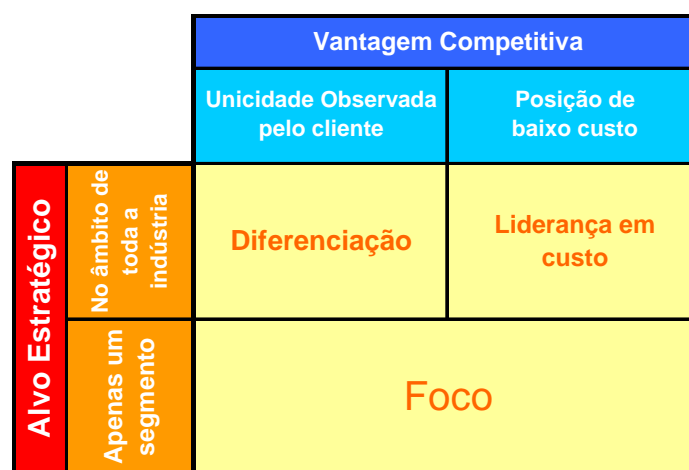 Vantagem Competitiva
Unicidade Observada
pelo cliente
Posição de
baixo custo
Alvo Estratégico
No âmbito de
toda a
indústria
Diferenciação
Liderança em
custo
Apenas um
segmento
Foco